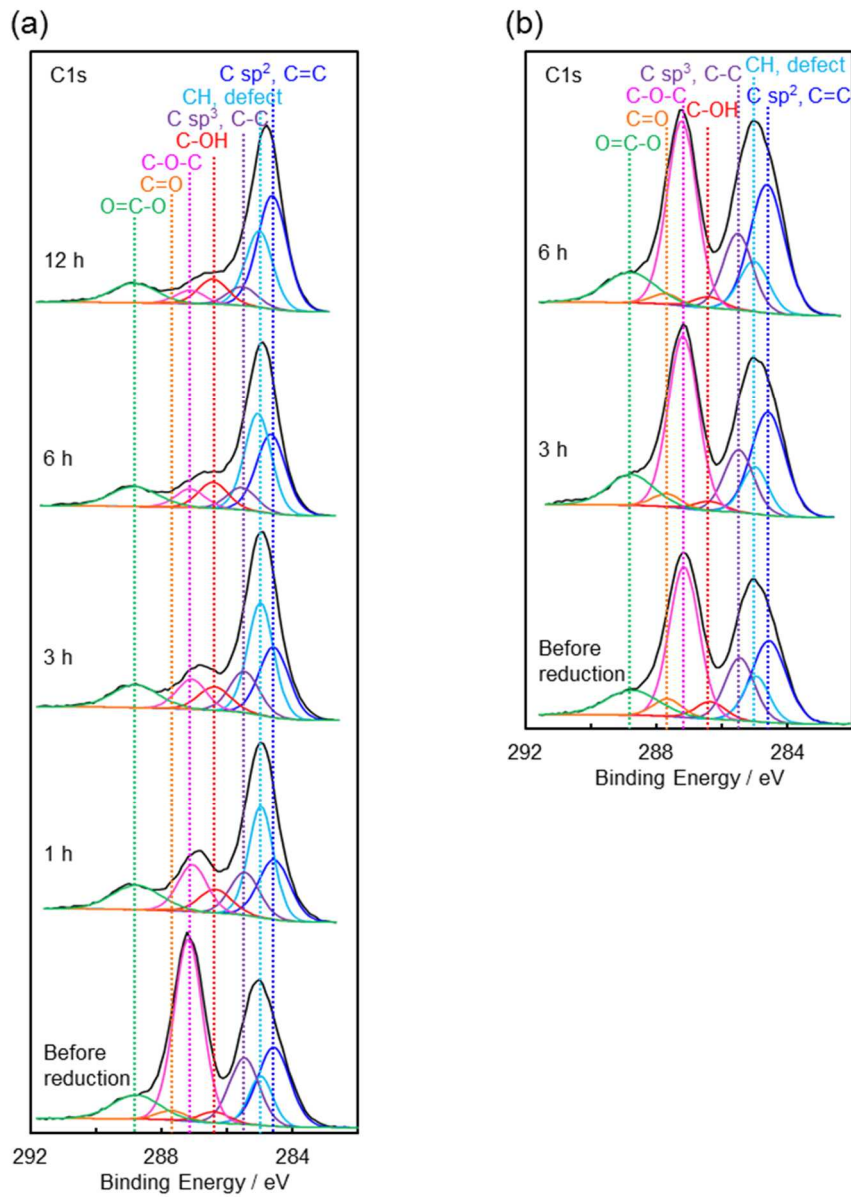 (a)
C1s
C sp², C=C
CH, defect
C sp³, C-C
C-OH
C-O-C
C=O
O=C-O
12 h
6 h
3 h
1 h
Before
reduction
292
288
284
Binding Energy / eV
(b)
C1s
CH, defect
C sp³, C-C
C sp², C=C
C-O-C
C-OH
C=O
O=C-O
6 h
3 h
Before
reduction
292
288
284
Binding Energy / eV